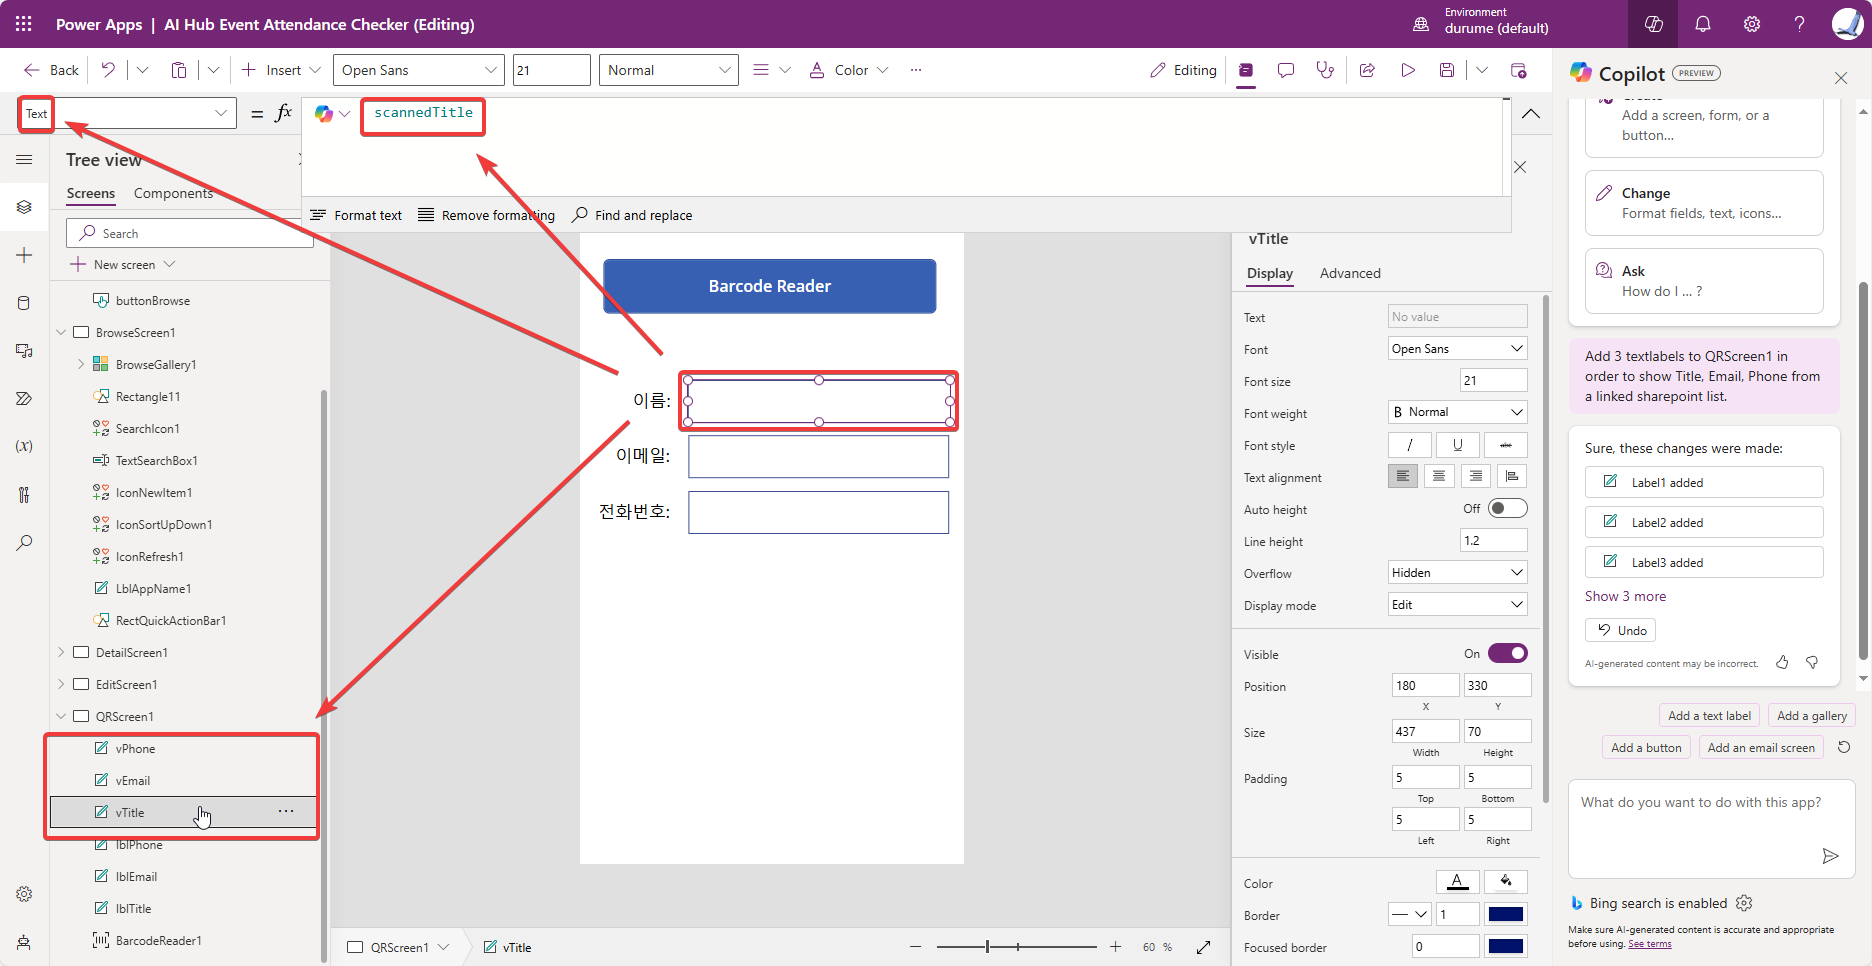 Power Apps | AI Hub Event Attendance Checker (Editing)
Environment
durume (default)
Back
Insert
Open Sans
21
Normal
Color
Editing
Text
= fx
scannedTitle
Format text
Remove formatting
Find and replace
Tree view
Screens
Components
Search
New screen
buttonBrowse
BrowseScreen1
BrowseGallery1
Rectangle11
SearchIcon1
TextSearchBox1
IconNewItem1
IconSortUpDown1
IconRefresh1
LblAppName1
RectQuickActionBar1
DetailScreen1
EditScreen1
QRScreen1
vPhone
vEmail
vTitle
lblPhone
lblEmail
lblTitle
BarcodeReader1
Barcode Reader
이름:
이메일:
전화번호:
QRScreen1
vTitle
60 %
vTitle
Display
Advanced
Text
No value
Font
Open Sans
Font size
21
Font weight
B Normal
Font style
/ U abc
Text alignment
Auto height
Off
Line height
1.2
Overflow
Hidden
Display mode
Edit
Visible
On
Position
180
330
X
Y
Size
437
70
Width
Height
Padding
5
5
Top
Bottom
5
5
Left
Right
Color
A
Border
1
Focused border
0
Copilot
PREVIEW
Add a screen, form, or a
button...
Change
Format fields, text, icons...
Ask
How do I ... ?
Add 3 textlabels to QRScreen1 in
order to show Title, Email, Phone from
a linked sharepoint list.
Sure, these changes were made:
Label1 added
Label2 added
Label3 added
Show 3 more
Undo
AI-generated content may be incorrect.
Add a text label
Add a gallery
Add a button
Add an email screen
What do you want to do with this app?
Bing search is enabled
Make sure AI-generated content is accurate and appropriate
before using. See terms